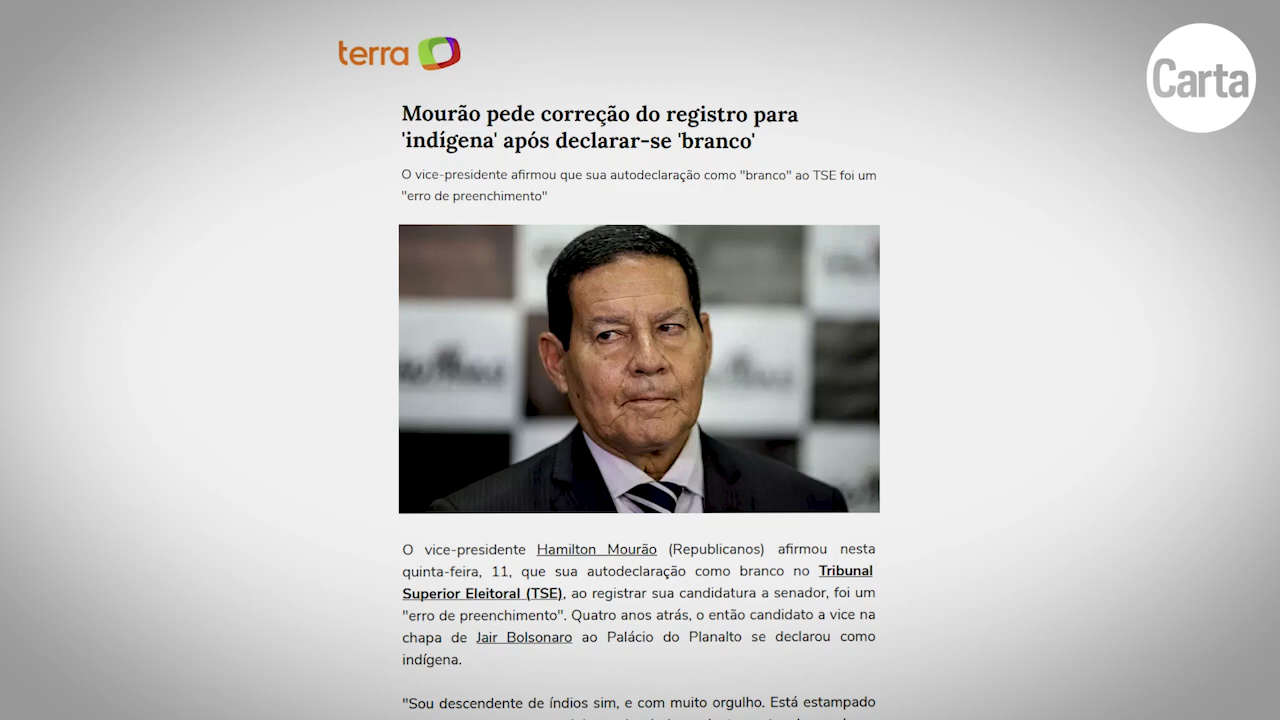 terra
Carta
Mourão pede correção do registro para
'indígena' após declarar-se 'branco'
O vice-presidente afirmou que sua autodeclaração como "branco" ao TSE foi um
"erro de preenchimento"
O vice-presidente Hamilton Mourão (Republicanos) afirmou nesta
quinta-feira, 11, que sua autodeclaração como branco no Tribunal
Superior Eleitoral (TSE), ao registrar sua candidatura a senador, foi um
"erro de preenchimento". Quatro anos atrás, o então candidato a vice na
chapa de Jair Bolsonaro ao Palácio do Planalto se declarou como
indígena.
"Sou descendente de índios sim, e com muito orgulho. Está estampado